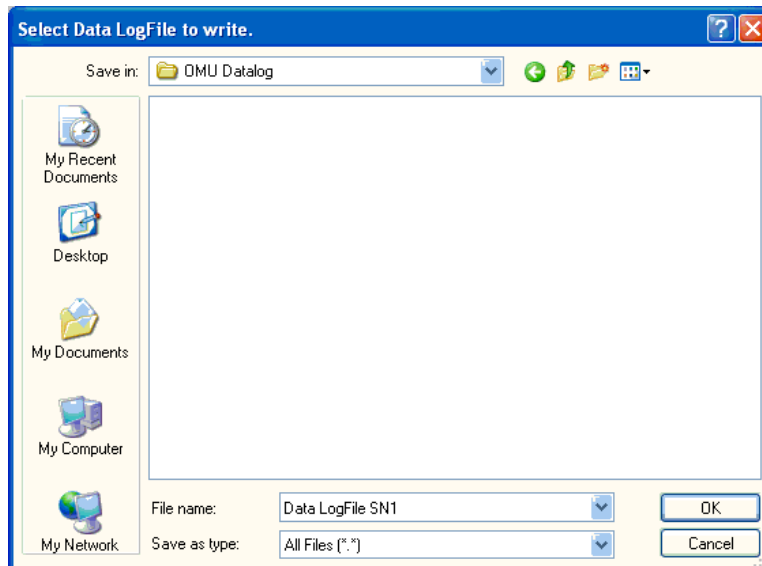 Select Data LogFile to write.
Save in: OMU Datalog
My Recent
Documents
Desktop
My Documents
My Computer
My Network
File name: Data LogFile SN1 OK
Save as type: All Files (*.*) Cancel